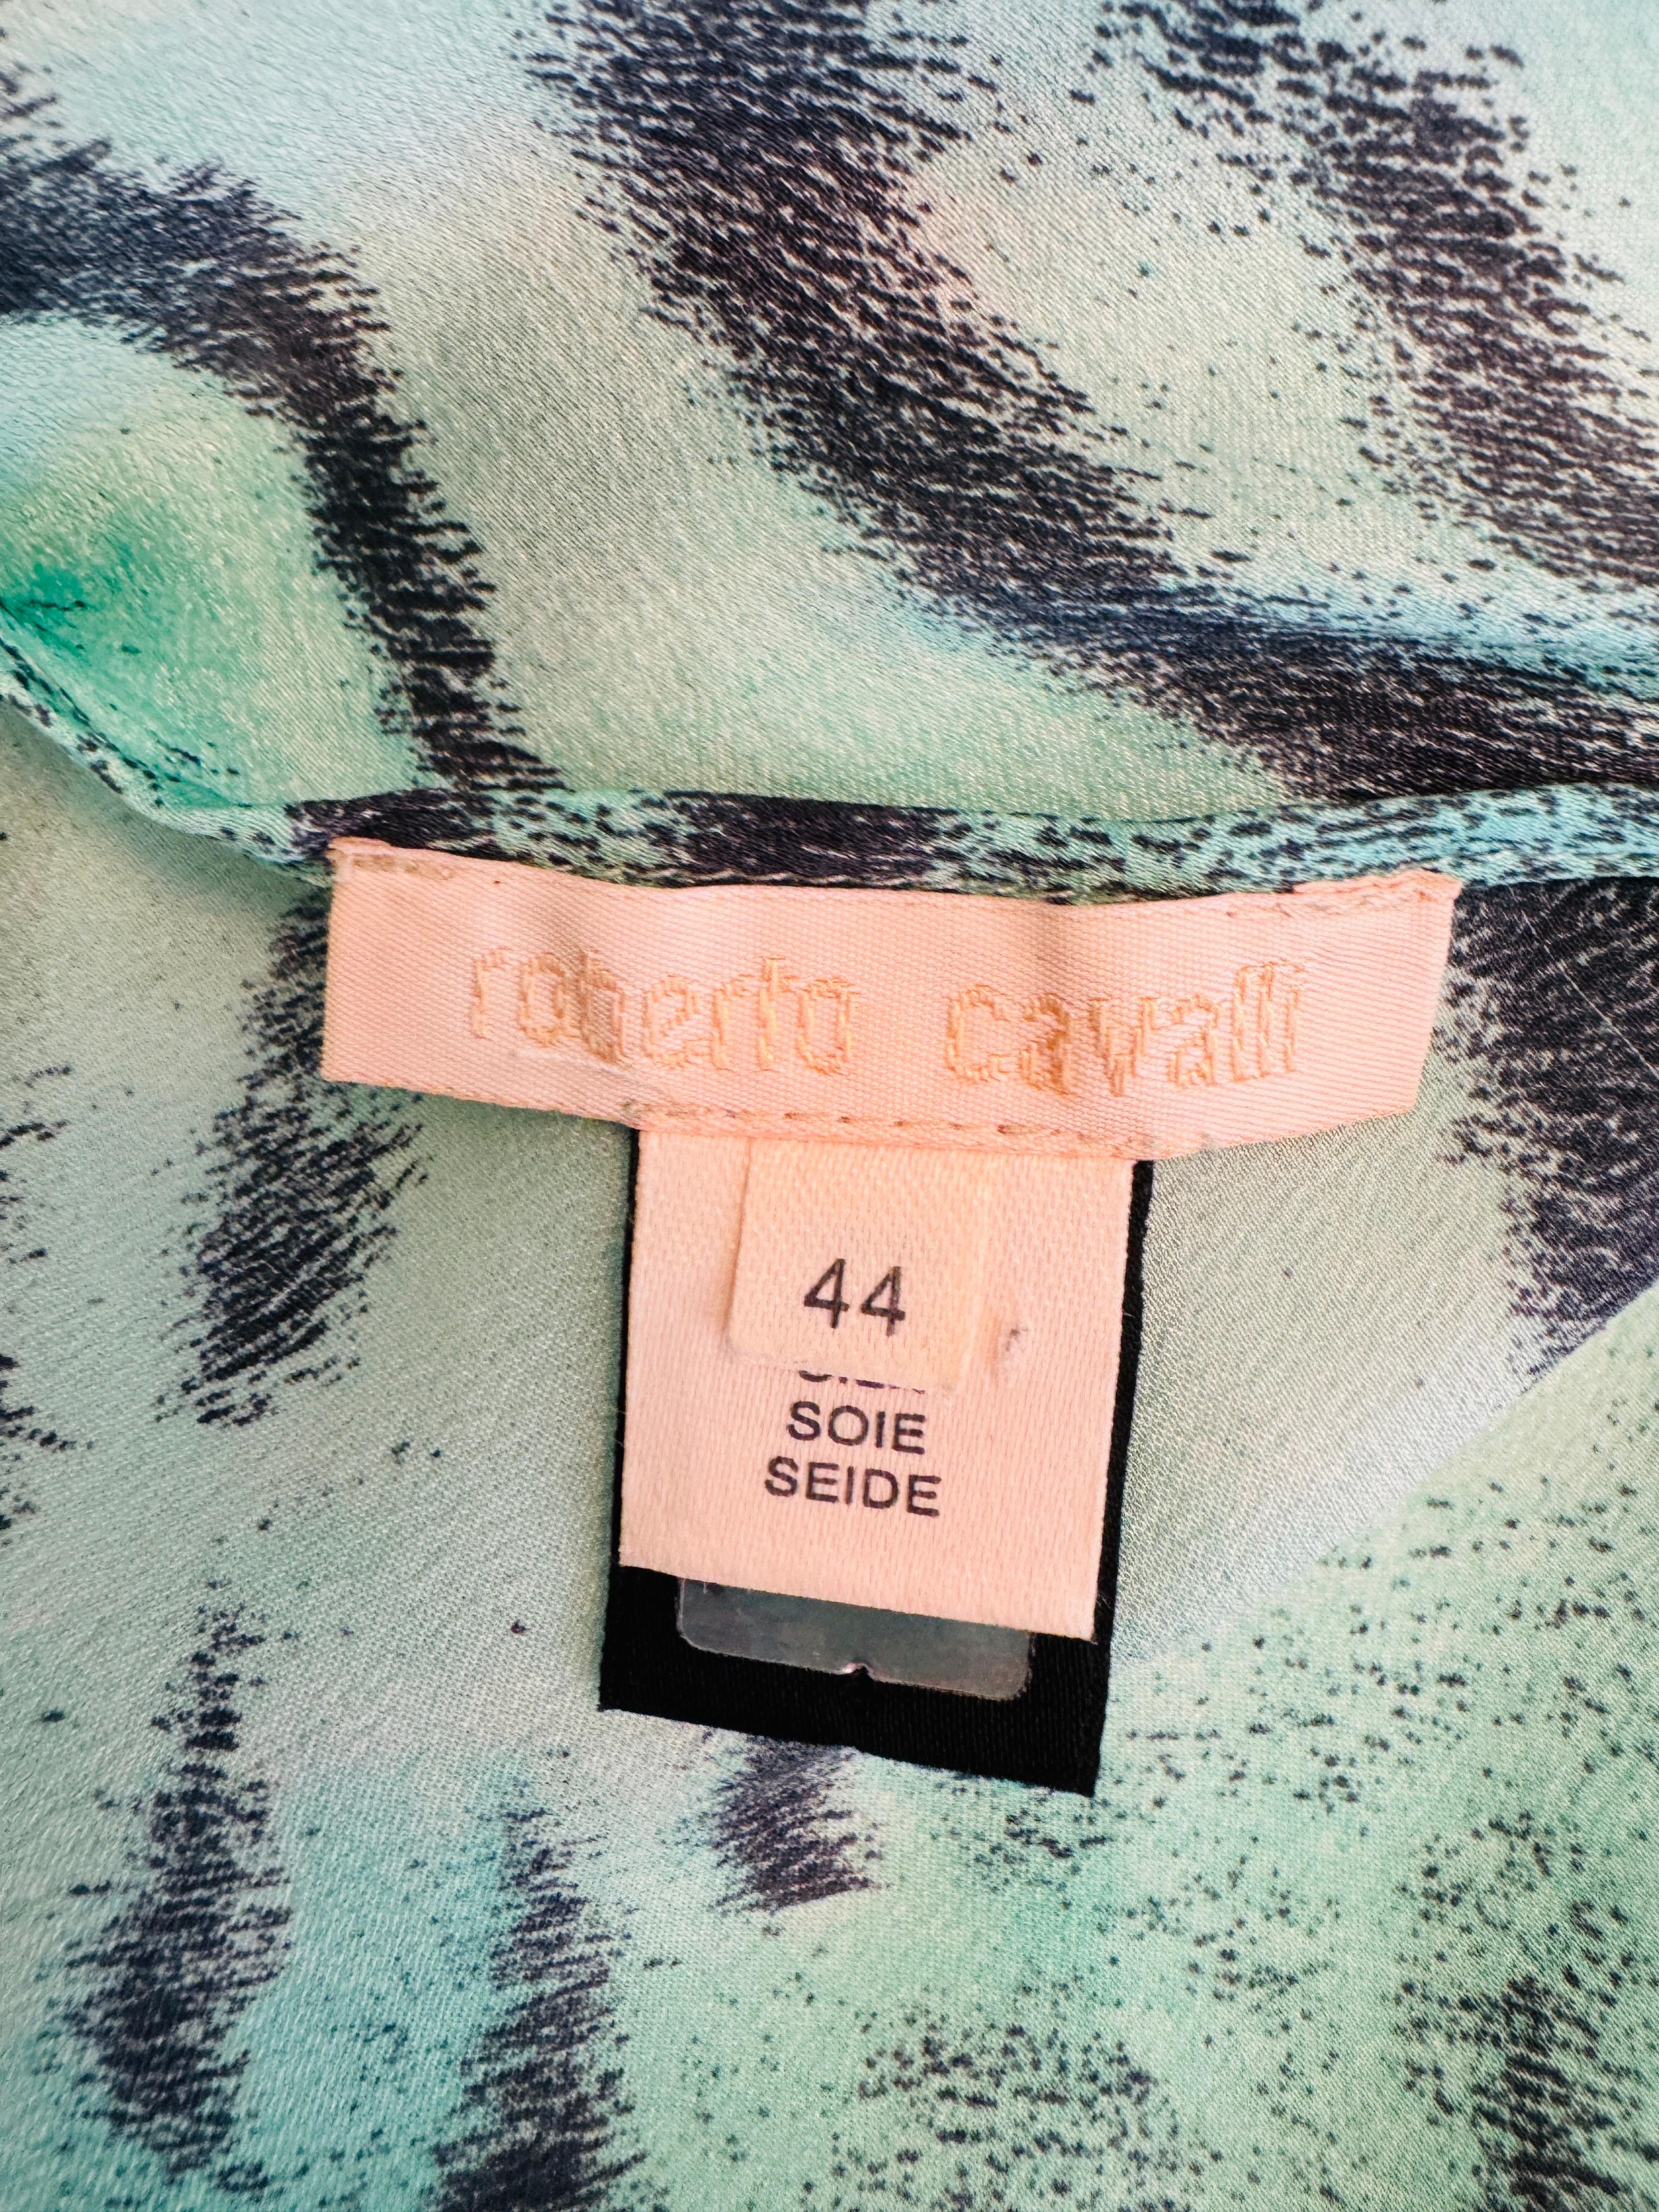 roberto cavalli
44
SOIE
SEIDE